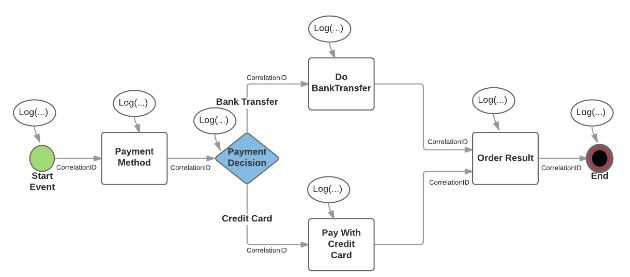 Log(...)
Start
Event
CorrelationID
Log(...)
Payment
Method
CorrelationID
Log(...)
Payment
Decision
Bank Transfer
CorrelationID
Log(...)
Do
BankTransfer
CorrelationID
Credit Card
CorrelationID
Log(...)
Pay With
Credit
Card
CorrelationID
Log(...)
Order Result
CorrelationID
Log(...)
End